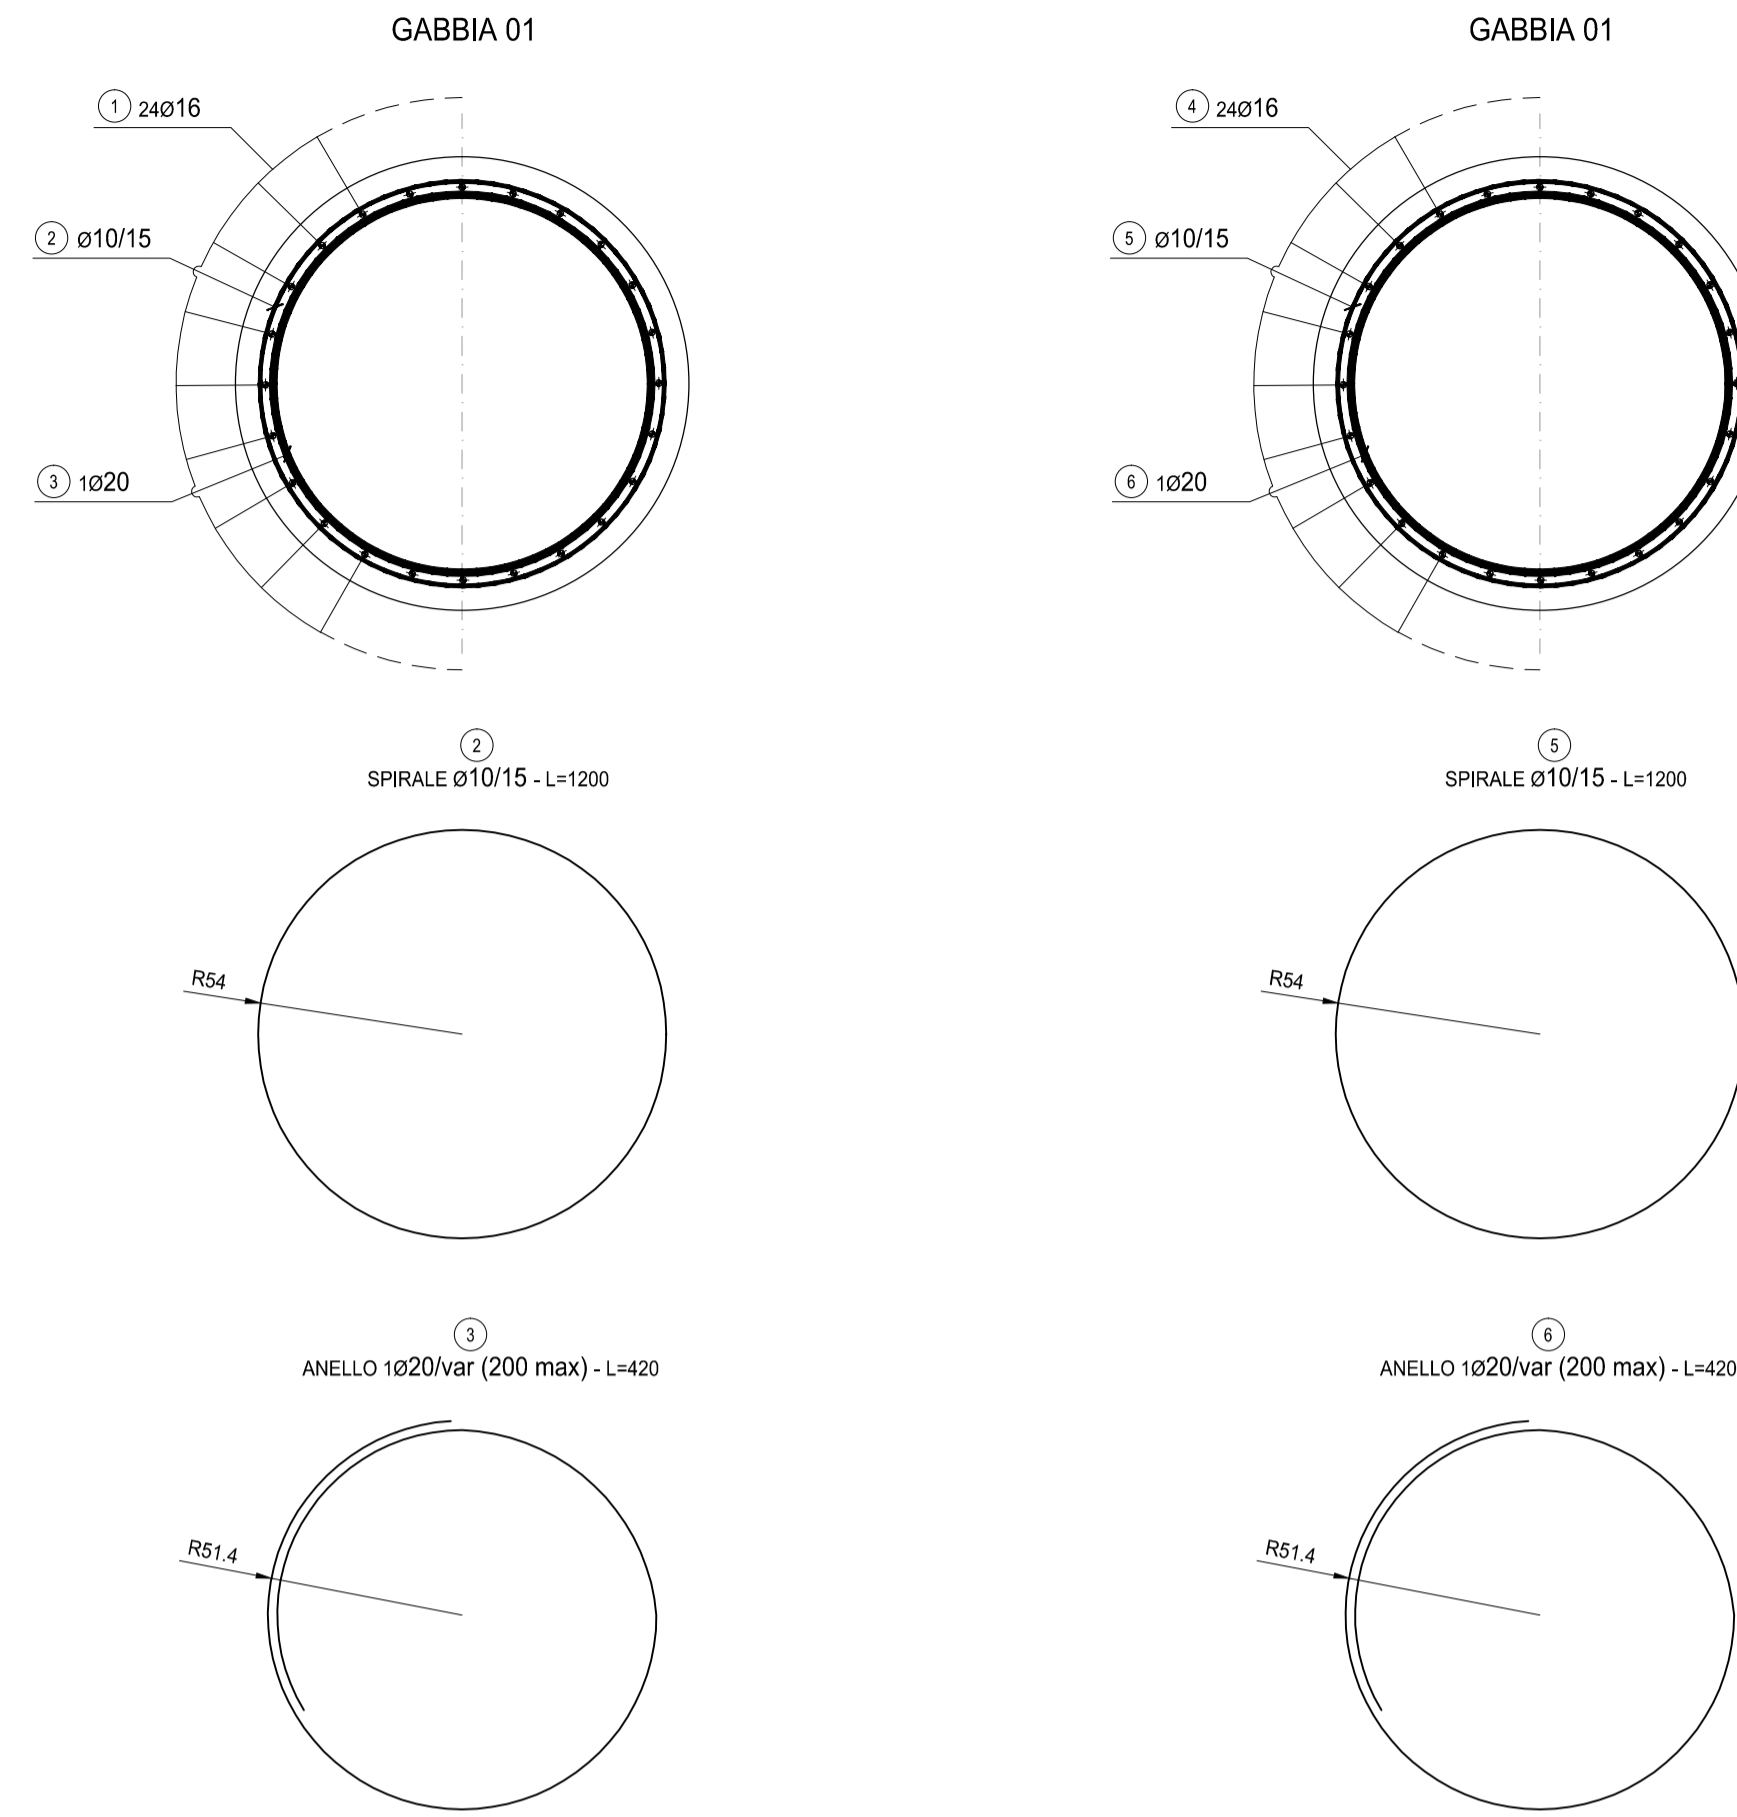 GABBIA 01
1 24Ø16
2 Ø10/15
3 1Ø20
2
SPIRALE Ø10/15 - L=1200
R54
3
ANELLO 1Ø20/var (200 max) - L=420
R51.4
GABBIA 01
4 24Ø16
5 Ø10/15
6 1Ø20
5
SPIRALE Ø10/15 - L=1200
R54
6
ANELLO 1Ø20/var (200 max) - L=420
R51.4